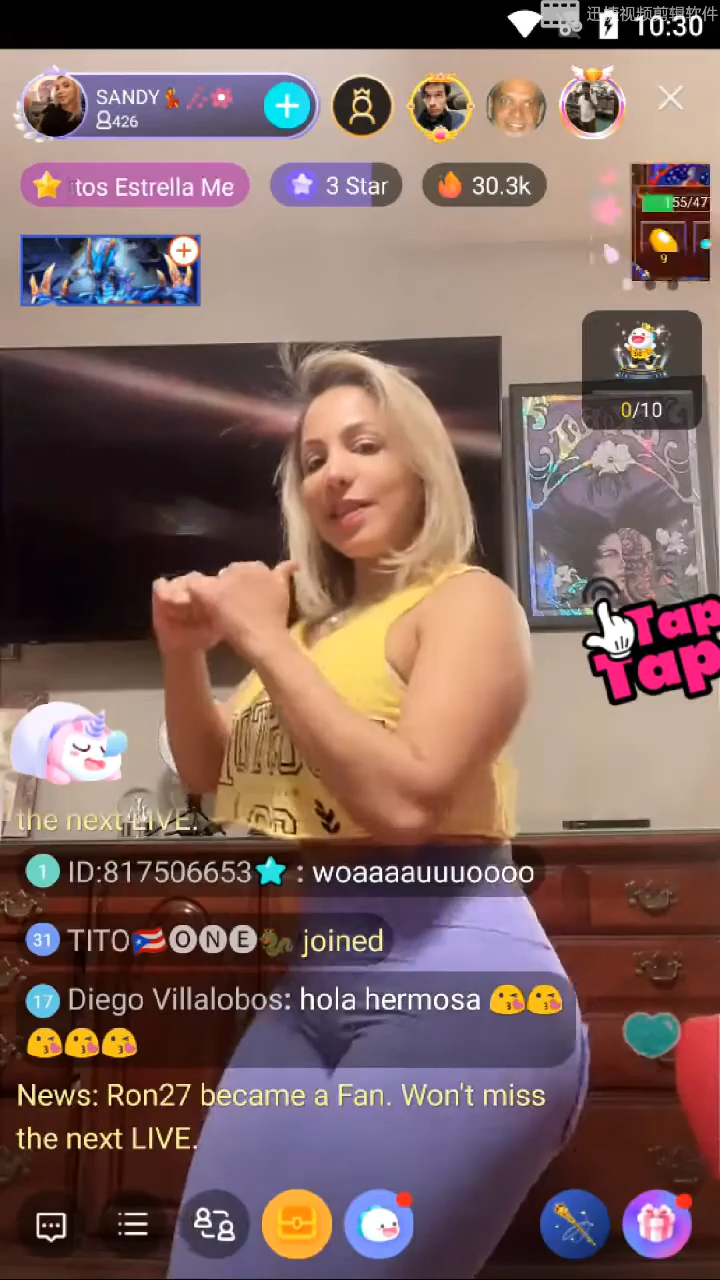 迅捷视频剪辑软件
10:30
SANDY💃🎶🌸
426
tos Estrella Me
3 Star
30.3k
155/47
9
0/10
Tap
Tap
the next LIVE.
1 ID:817506653⭐ : woaaaauuuoooo
31 TITO🇵🇷🅞🅝🅔🐉 joined
17 Diego Villalobos: hola hermosa 😘😘
😘😘😘
News: Ron27 became a Fan. Won't miss
the next LIVE.